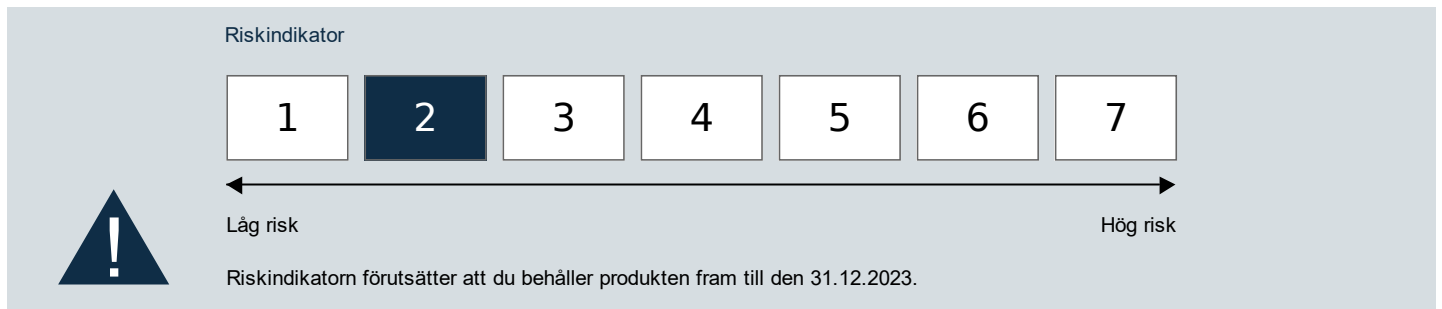 Riskindikator
1 2 3 4 5 6 7
Låg risk Hög risk
!
Riskindikatorn förutsätter att du behåller produkten fram till den 31.12.2023.